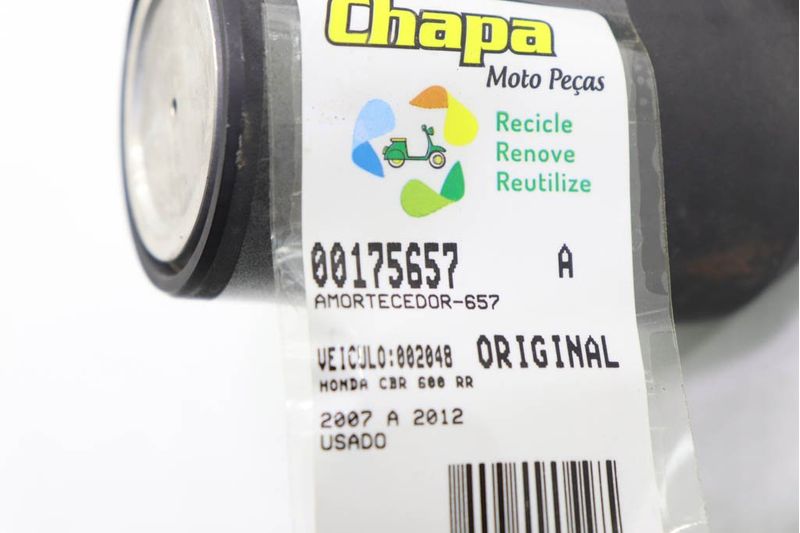 Chapa
Moto Peças
Recicle
Renove
Reutilize
00175657 A
AMORTECEDOR-657
VEICULO:002048 ORIGINAL
HONDA CBR 600 RR
2007 A 2012
USADO